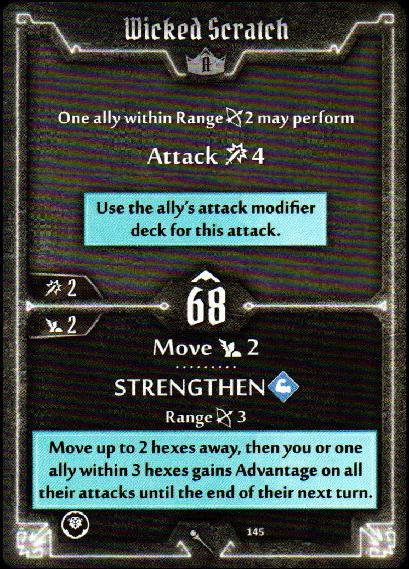 Wicked Scratch
A
One ally within Range 2 may perform
Attack 4
Use the ally's attack modifier
deck for this attack.
2
68
2
Move 2
STRENGTHEN
Range 3
Move up to 2 hexes away, then you or one
ally within 3 hexes gains Advantage on all
their attacks until the end of their next turn.
145